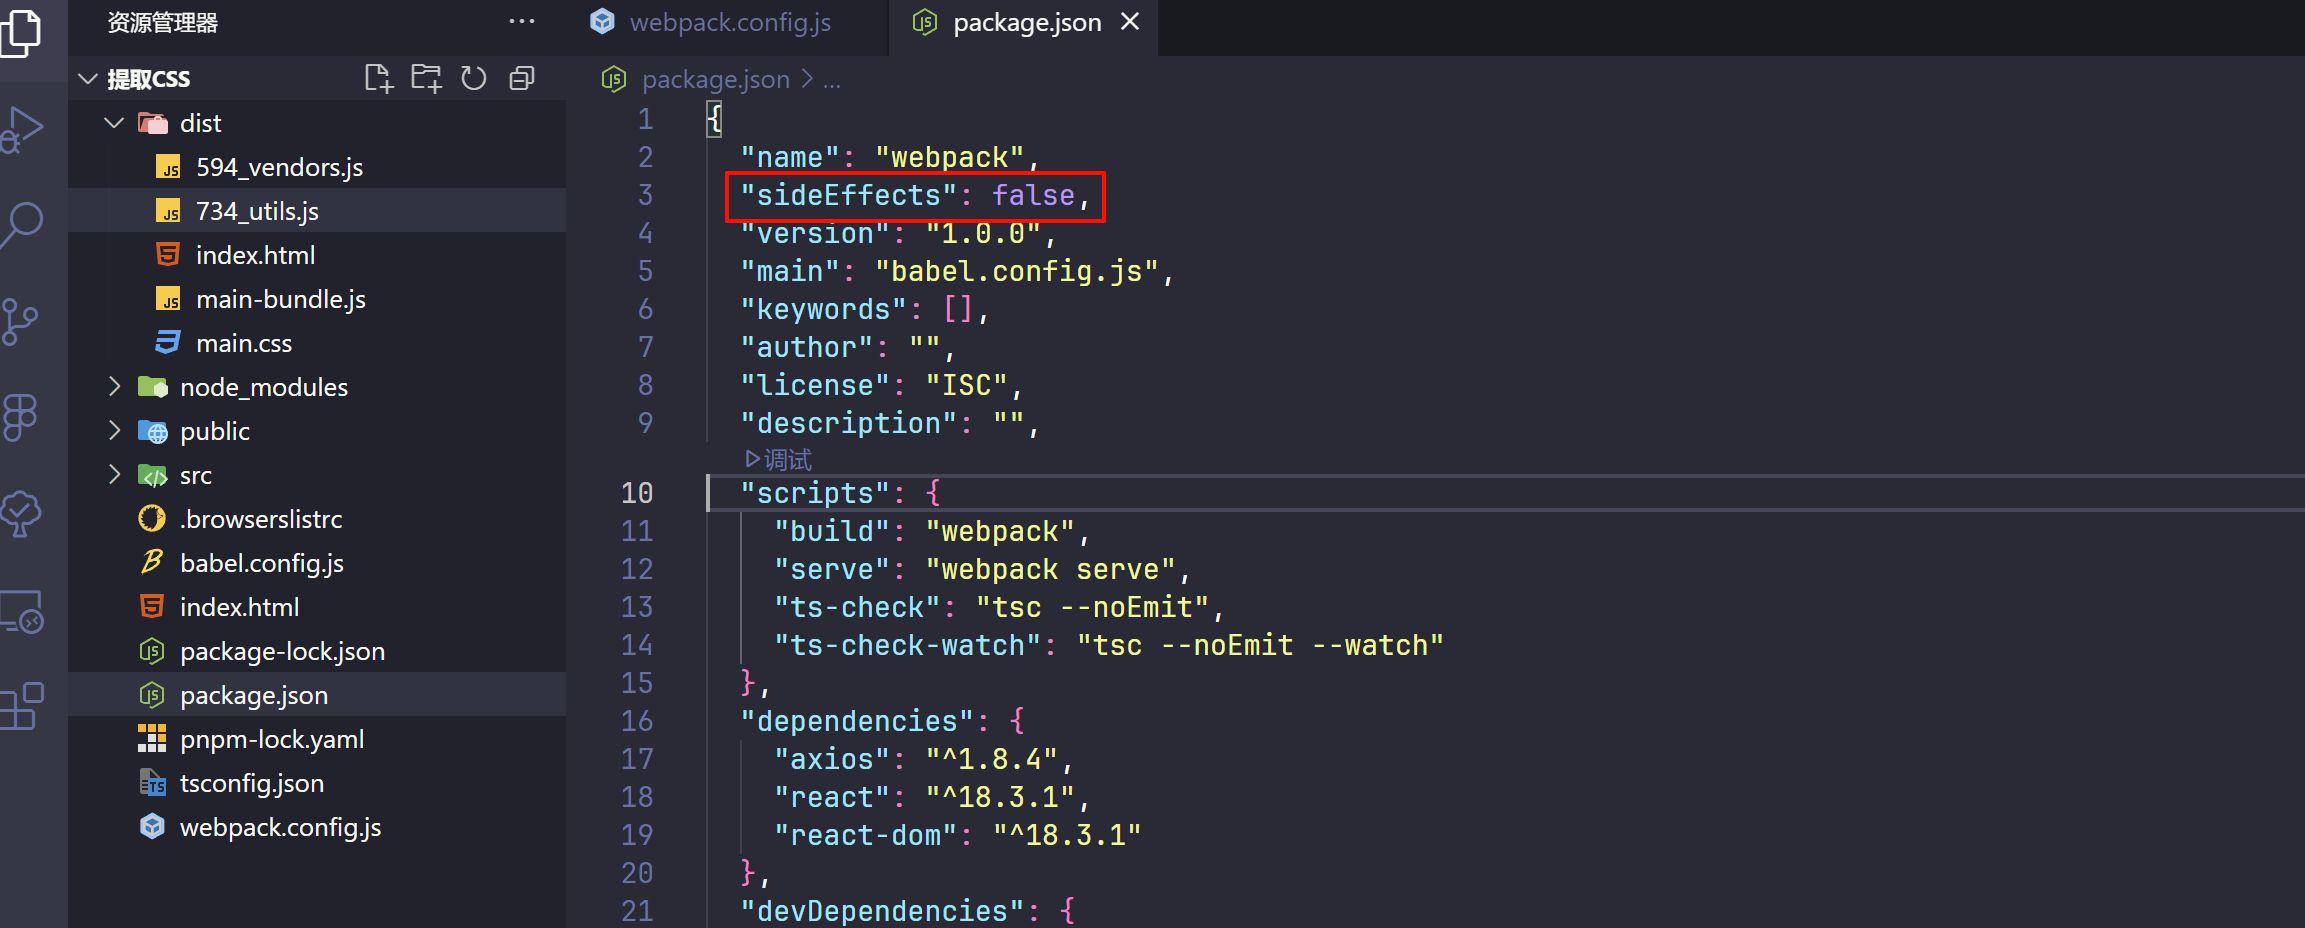 资源管理器
提取CSS
dist
594_vendors.js
734_utils.js
index.html
main-bundle.js
main.css
node_modules
public
src
.browserslistrc
babel.config.js
index.html
package-lock.json
package.json
pnpm-lock.yaml
tsconfig.json
webpack.config.js
webpack.config.js
package.json
package.json > ...
1 {
2 "name": "webpack",
3 "sideEffects": false,
4 "version": "1.0.0",
5 "main": "babel.config.js",
6 "keywords": [],
7 "author": "",
8 "license": "ISC",
9 "description": "",
调试
10 "scripts": {
11 "build": "webpack",
12 "serve": "webpack serve",
13 "ts-check": "tsc --noEmit",
14 "ts-check-watch": "tsc --noEmit --watch"
15 },
16 "dependencies": {
17 "axios": "^1.8.4",
18 "react": "^18.3.1",
19 "react-dom": "^18.3.1"
20 },
21 "devDependencies": {